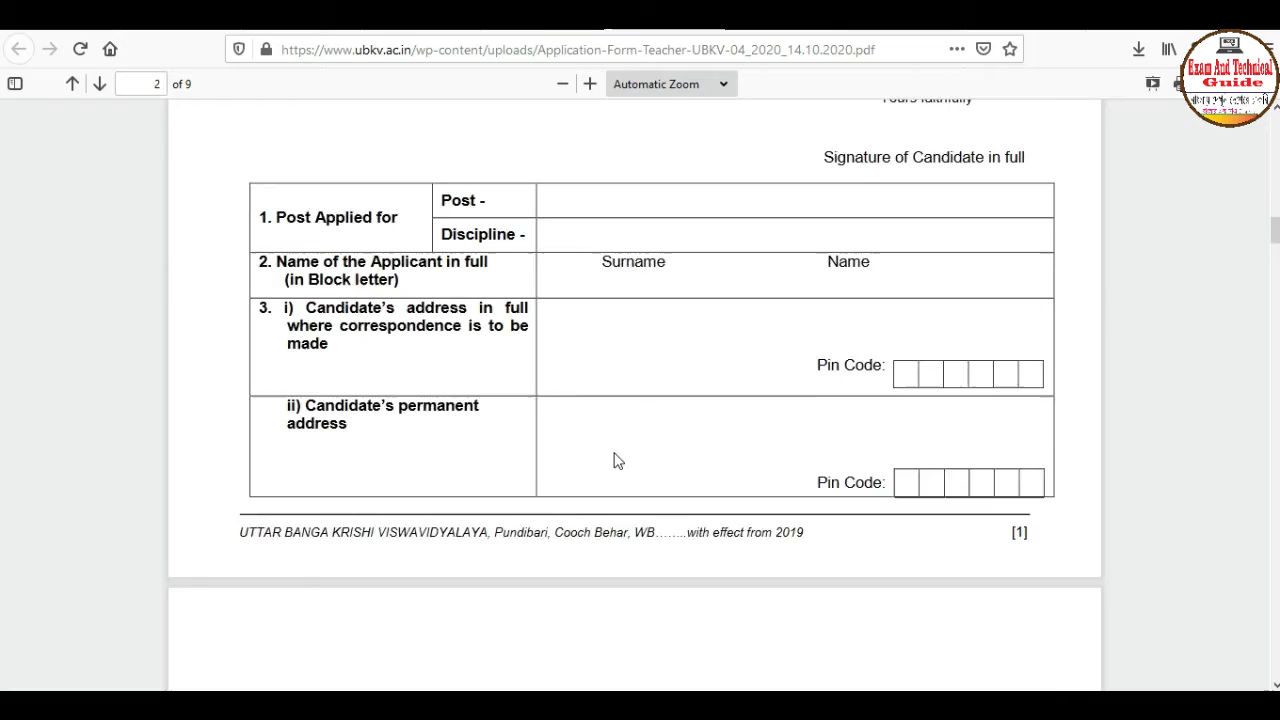 https://www.ubkv.ac.in/wp-content/uploads/Application-Form-Teacher-UBKV-04_2020_14.10.2020.pdf
2 of 9
Automatic Zoom
Exam And Technical
Guide
Yours faithfully
Signature of Candidate in full
1. Post Applied for
Post -
Discipline -
2. Name of the Applicant in full
(in Block letter)
Surname Name
3. i) Candidate's address in full
where correspondence is to be
made
Pin Code:
ii) Candidate's permanent
address
Pin Code:
UTTAR BANGA KRISHI VISWAVIDYALAYA, Pundibari, Cooch Behar, WB……..with effect from 2019 [1]